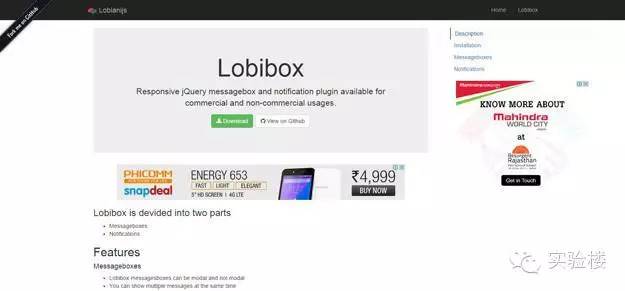 Fork me on GitHub
Lobianijs
Home
Lobibox
Lobibox
Responsive jQuery messagebox and notification plugin available for
commercial and non-commercial usages.
Download
View on Github
Description
Installation
Messageboxes
Notifications
KNOW MORE ABOUT
Mahindra
WORLD CITY
at
Resurgent
Rajasthan
Get in Touch
PHICOMM
snapdeal
ENERGY 653
FAST
LIGHT
ELEGANT
5" HD SCREEN | 4G LTE
₹4,999
BUY NOW
Lobibox is devided into two parts
Messageboxes
Notifications
Features
Messageboxes
Lobibox messagesboxes can be modal and not modal
You can show multiple messages at the same time
实验楼